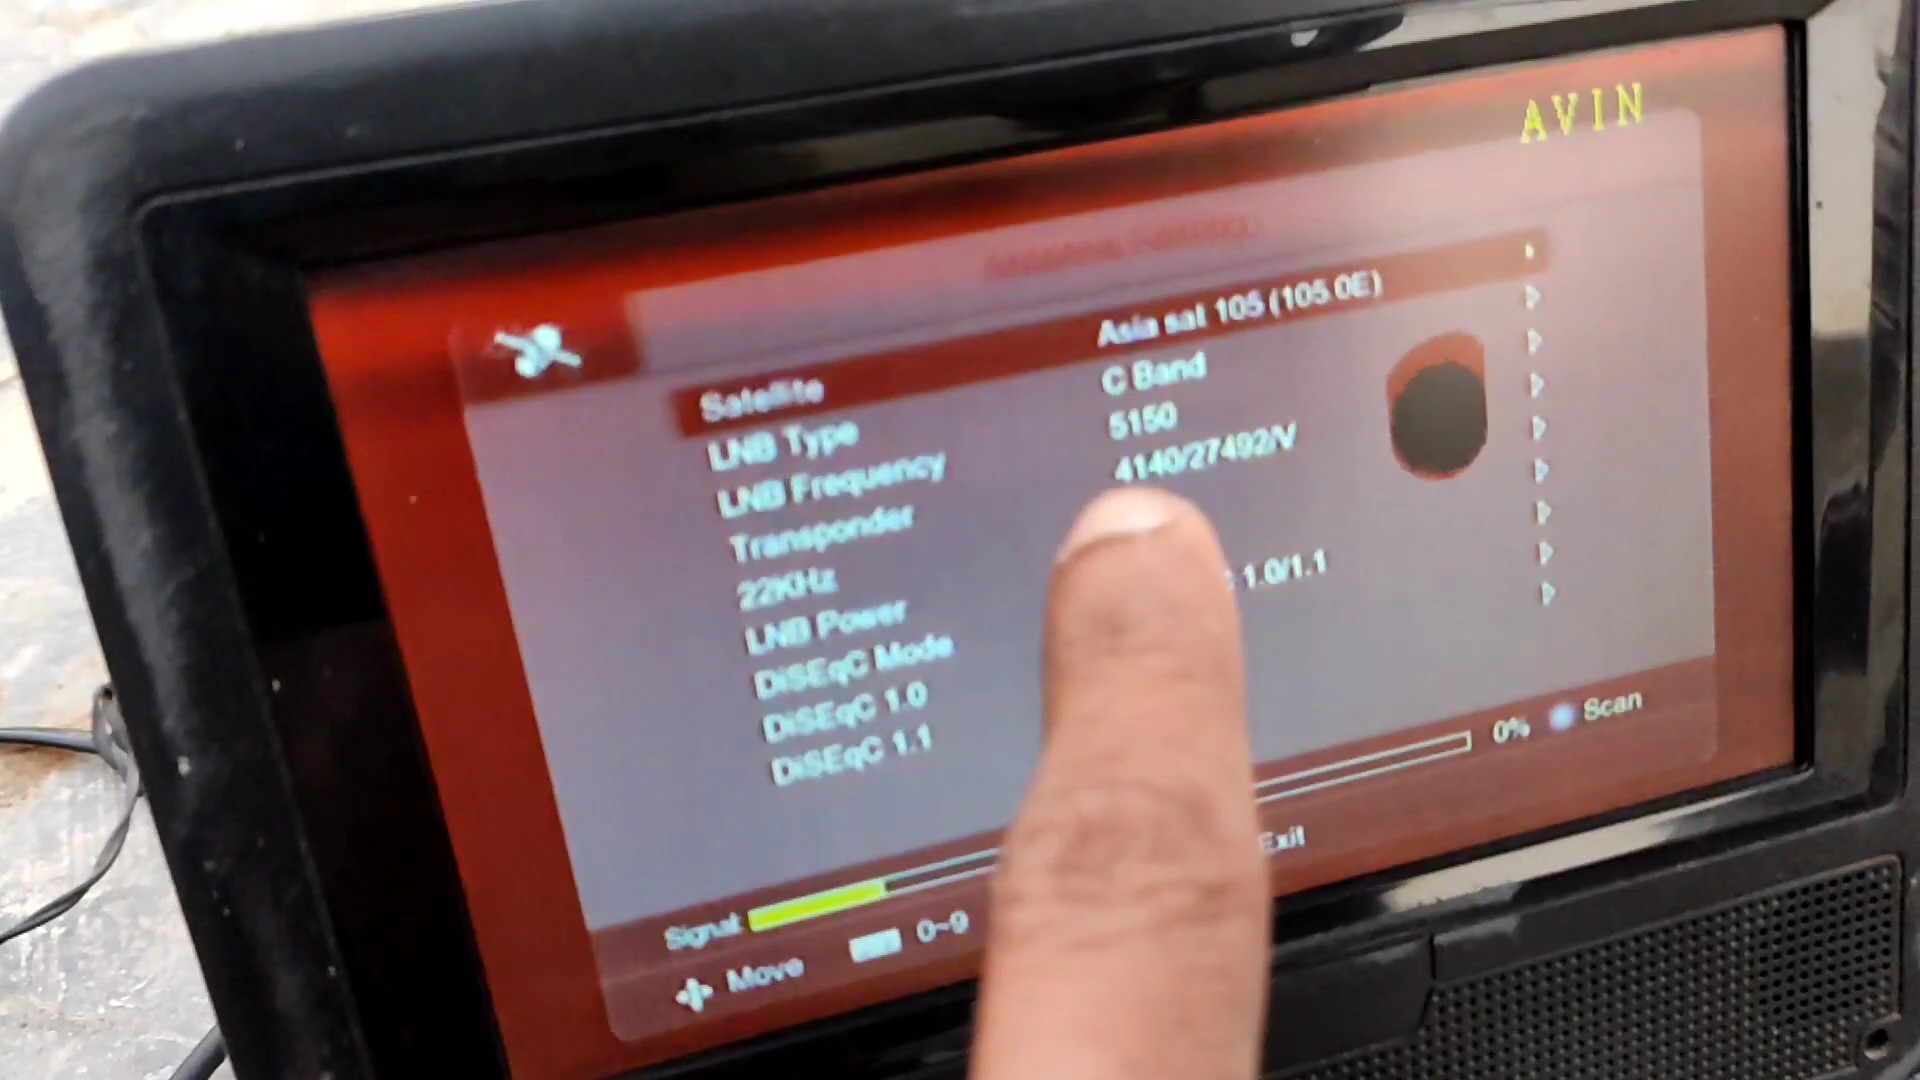 AVIN
Satellite Asia sat 105 (105.0E)
LNB Type C Band
LNB Frequency 5150
Transponder 4140/27492/V
22KHz
LNB Power
DiSEqC Mode 1.0/1.1
DiSEqC 1.0
DiSEqC 1.1
Signal: 0% Scan
Move 0~9 Exit